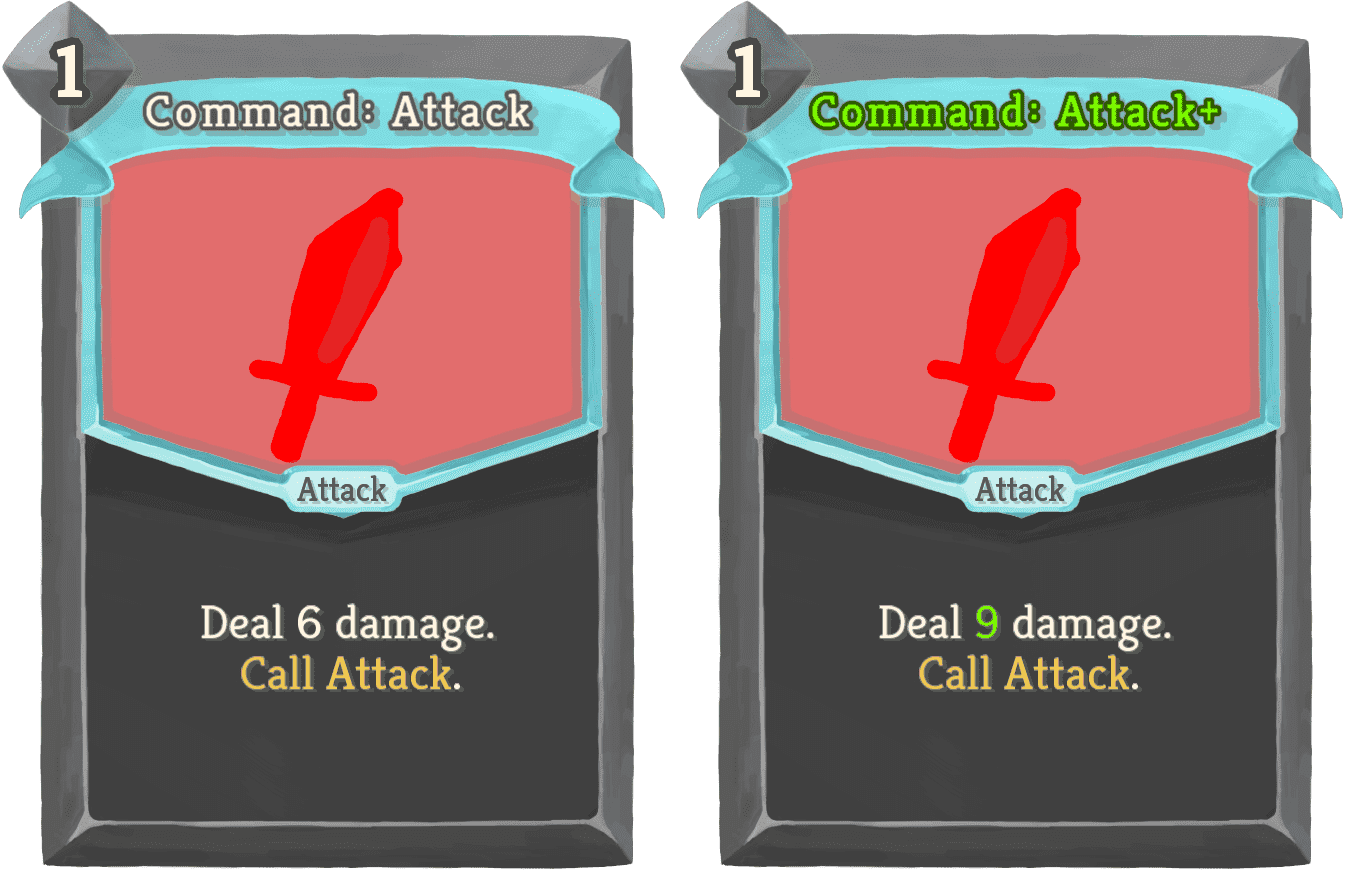 1
Command: Attack
Attack
Deal 6 damage.
Call Attack.
1
Command: Attack+
Attack
Deal 9 damage.
Call Attack.